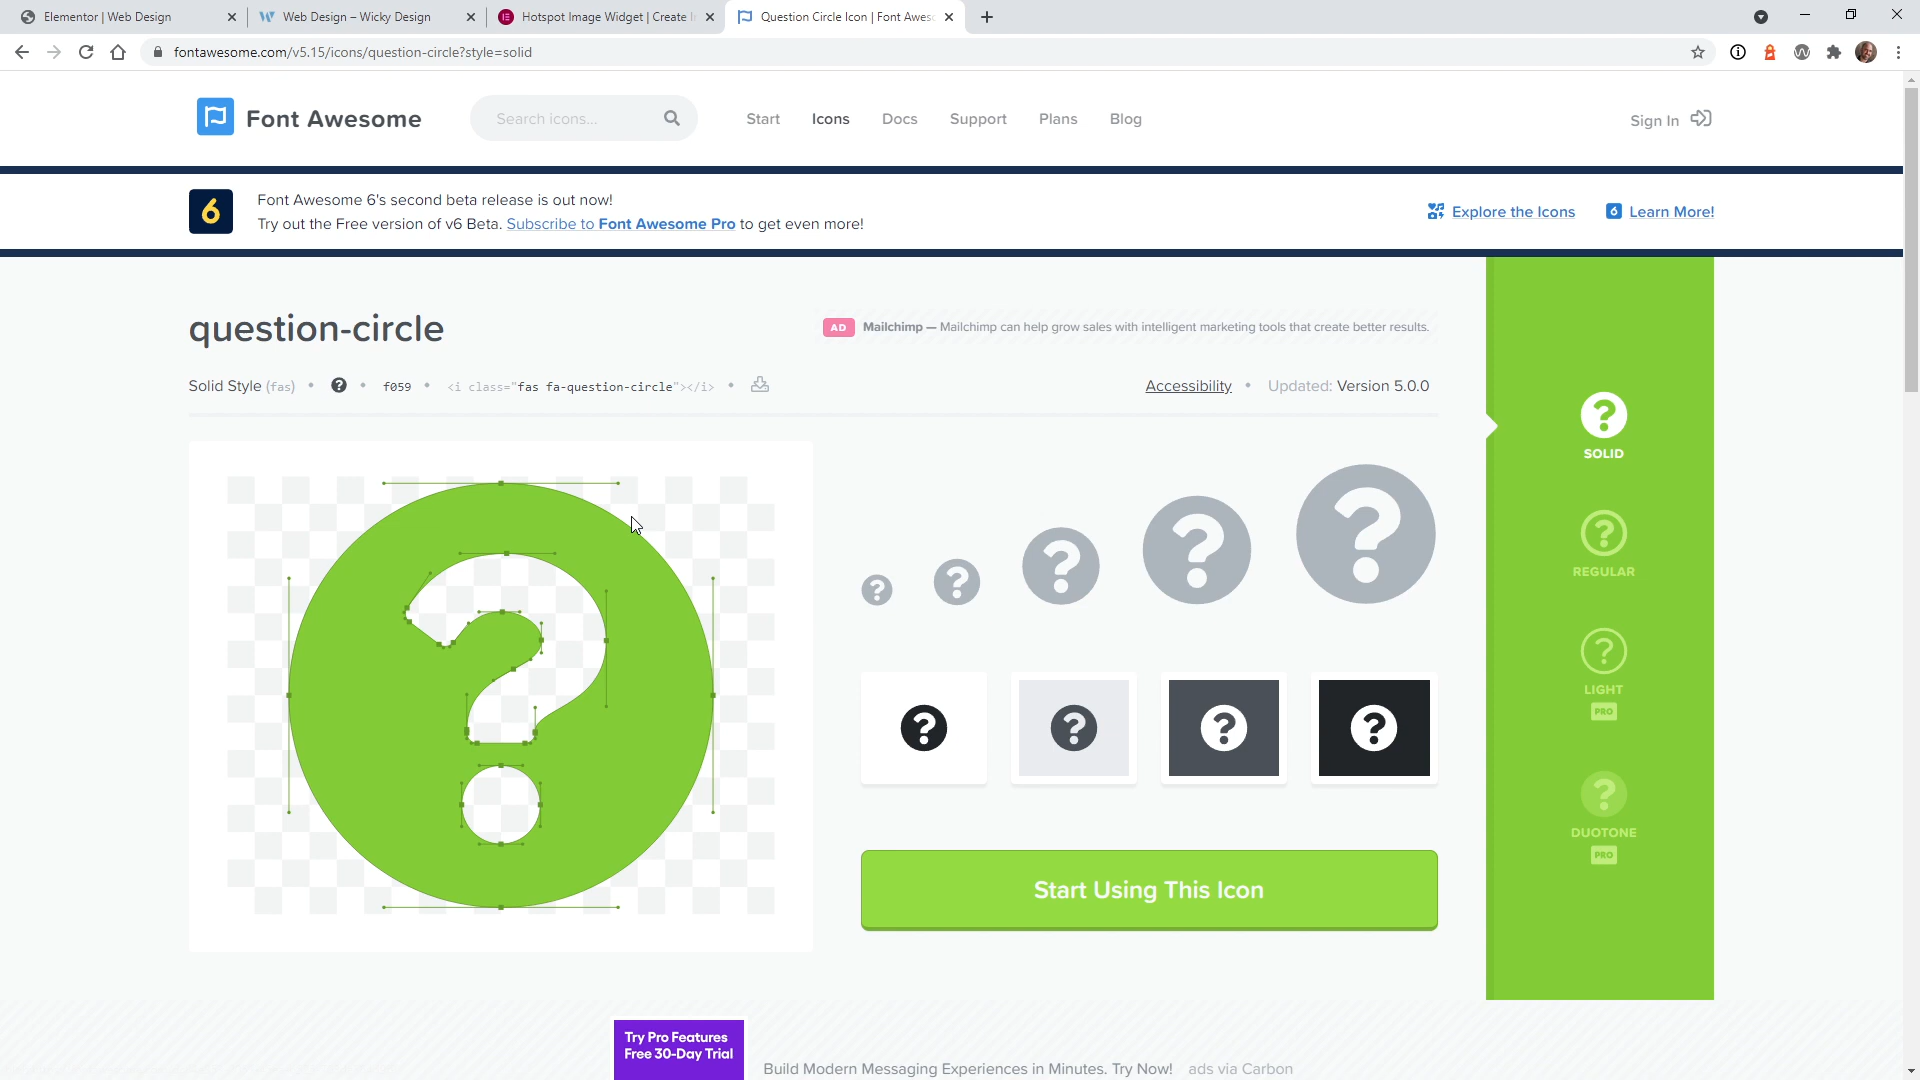 Elementor | Web Design
Web Design – Wicky Design
Hotspot Image Widget | Create I
Question Circle Icon | Font Awes
fontawesome.com/v5.15/icons/question-circle?style=solid
Font Awesome
Search icons...
Start
Icons
Docs
Support
Plans
Blog
Sign In
6
Font Awesome 6's second beta release is out now!
Try out the Free version of v6 Beta. Subscribe to Font Awesome Pro to get even more!
Explore the Icons
6 Learn More!
question-circle
AD Mailchimp — Mailchimp can help grow sales with intelligent marketing tools that create better results.
Solid Style (fas) • ? • f059 • <i class="fas fa-question-circle"></i> •
Accessibility • Updated: Version 5.0.0
SOLID
REGULAR
LIGHT
PRO
DUOTONE
PRO
Start Using This Icon
Try Pro Features
Free 30-Day Trial
Build Modern Messaging Experiences in Minutes. Try Now! ads via Carbon